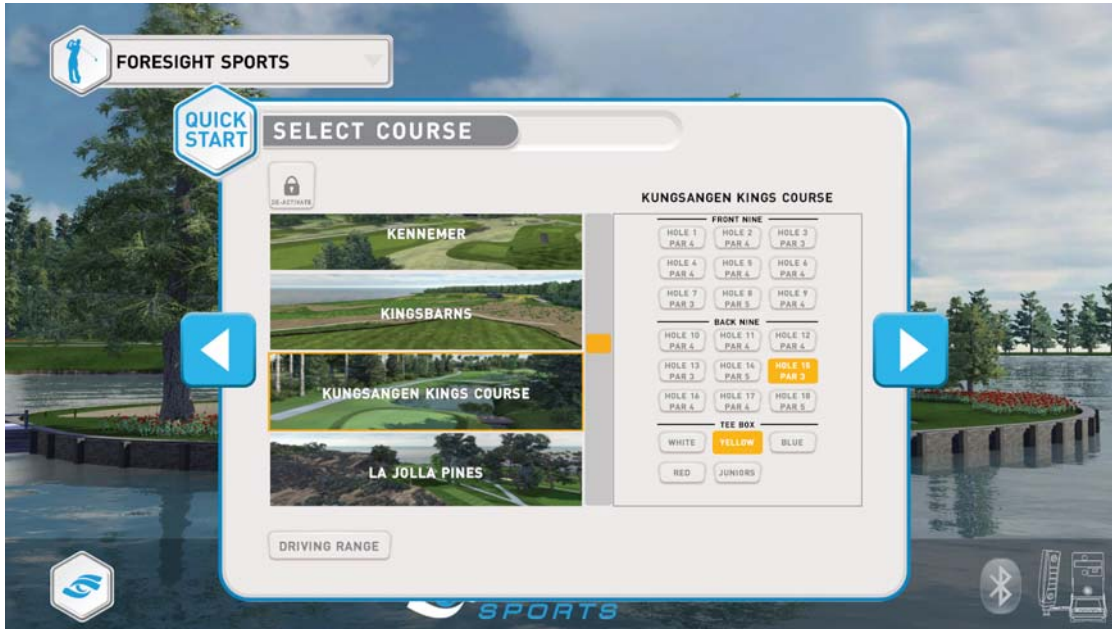 FORESIGHT SPORTS
QUICK
START
SELECT COURSE
DE-ACTIVATE
KENNEMER
KINGSBARNS
KUNGSANGEN KINGS COURSE
LA JOLLA PINES
DRIVING RANGE
KUNGSANGEN KINGS COURSE
FRONT NINE
HOLE 1 HOLE 2 HOLE 3
PAR 4 PAR 4 PAR 3
HOLE 4 HOLE 5 HOLE 6
PAR 4 PAR 4 PAR 4
HOLE 7 HOLE 8 HOLE 9
PAR 3 PAR 5 PAR 4
BACK NINE
HOLE 10 HOLE 11 HOLE 12
PAR 4 PAR 4 PAR 4
HOLE 13 HOLE 14 HOLE 15
PAR 3 PAR 5 PAR 3
HOLE 16 HOLE 17 HOLE 18
PAR 4 PAR 4 PAR 5
TEE BOX
WHITE YELLOW BLUE
RED JUNIORS
SPORTS